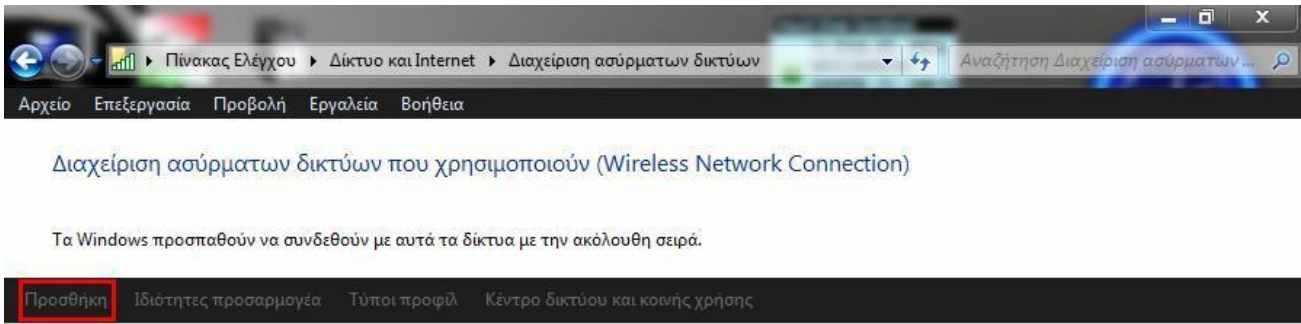 Πίνακας Ελέγχου Δίκτυο και Internet Διαχείριση ασύρματων δικτύων Αναζήτηση Διαχείριση ασύρματων ...
Αρχείο Επεξεργασία Προβολή Εργαλεία Βοήθεια
Διαχείριση ασύρματων δικτύων που χρησιμοποιούν (Wireless Network Connection)
Τα Windows προσπαθούν να συνδεθούν με αυτά τα δίκτυα με την ακόλουθη σειρά.
Προσθήκη Ιδιότητες προσαρμογέα Τύποι προφίλ Κέντρο δικτύου και κοινής χρήσης